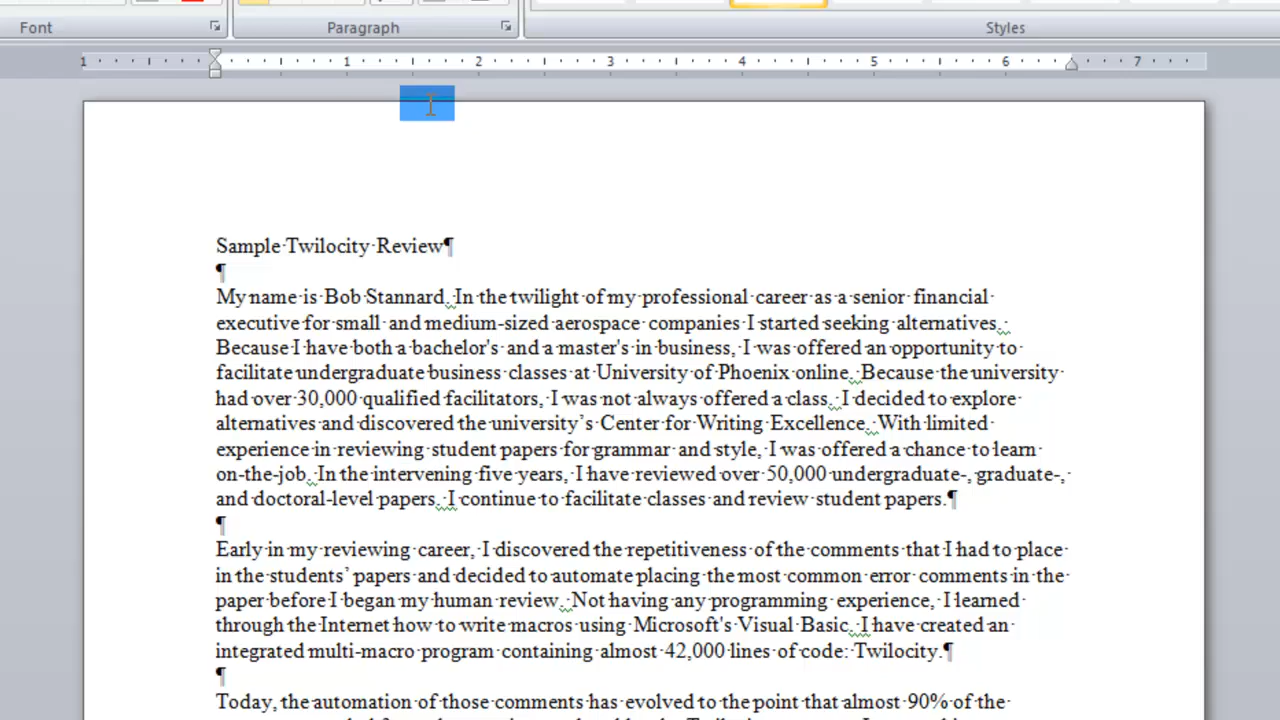 Font Paragraph Styles
1 1 2 3 4 5 6 7
Sample Twilocity Review¶
¶
My name is Bob Stannard. In the twilight of my professional career as a senior financial
executive for small and medium-sized aerospace companies I started seeking alternatives.
Because I have both a bachelor's and a master's in business, I was offered an opportunity to
facilitate undergraduate business classes at University of Phoenix online. Because the university
had over 30,000 qualified facilitators, I was not always offered a class. I decided to explore
alternatives and discovered the university’s Center for Writing Excellence. With limited
experience in reviewing student papers for grammar and style, I was offered a chance to learn
on-the-job. In the intervening five years, I have reviewed over 50,000 undergraduate-, graduate-,
and doctoral-level papers. I continue to facilitate classes and review student papers.¶
¶
Early in my reviewing career, I discovered the repetitiveness of the comments that I had to place
in the students’ papers and decided to automate placing the most common error comments in the
paper before I began my human review. Not having any programming experience, I learned
through the Internet how to write macros using Microsoft's Visual Basic. I have created an
integrated multi-macro program containing almost 42,000 lines of code: Twilocity.¶
¶
Today, the automation of those comments has evolved to the point that almost 90% of the